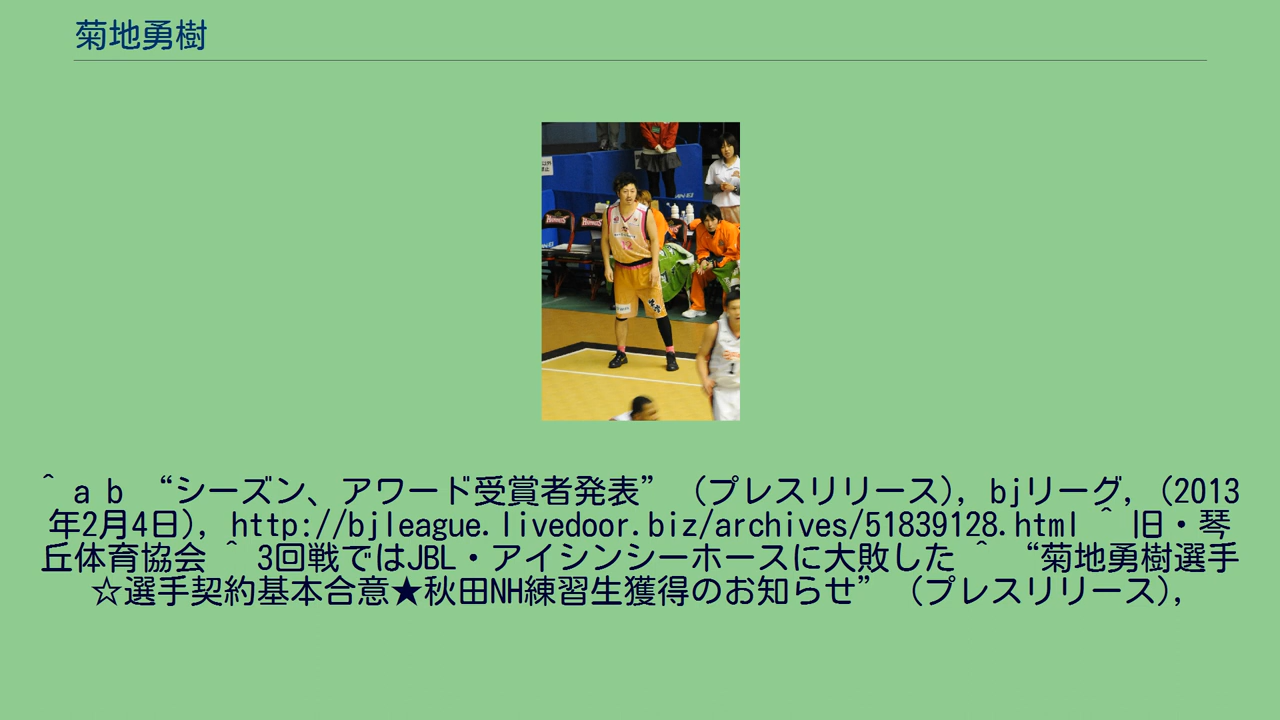 菊地勇樹
^ a b “シーズン、アワード受賞者発表” (プレスリリース), bjリーグ, (2013
年2月4日), http://bjleague.livedoor.biz/archives/51839128.html ^ 旧・琴
丘体育協会 ^ 3回戦ではJBL・アイシンシーホースに大敗した ^ “菊地勇樹選手
☆選手契約基本合意★秋田NH練習生獲得のお知らせ” (プレスリリース),